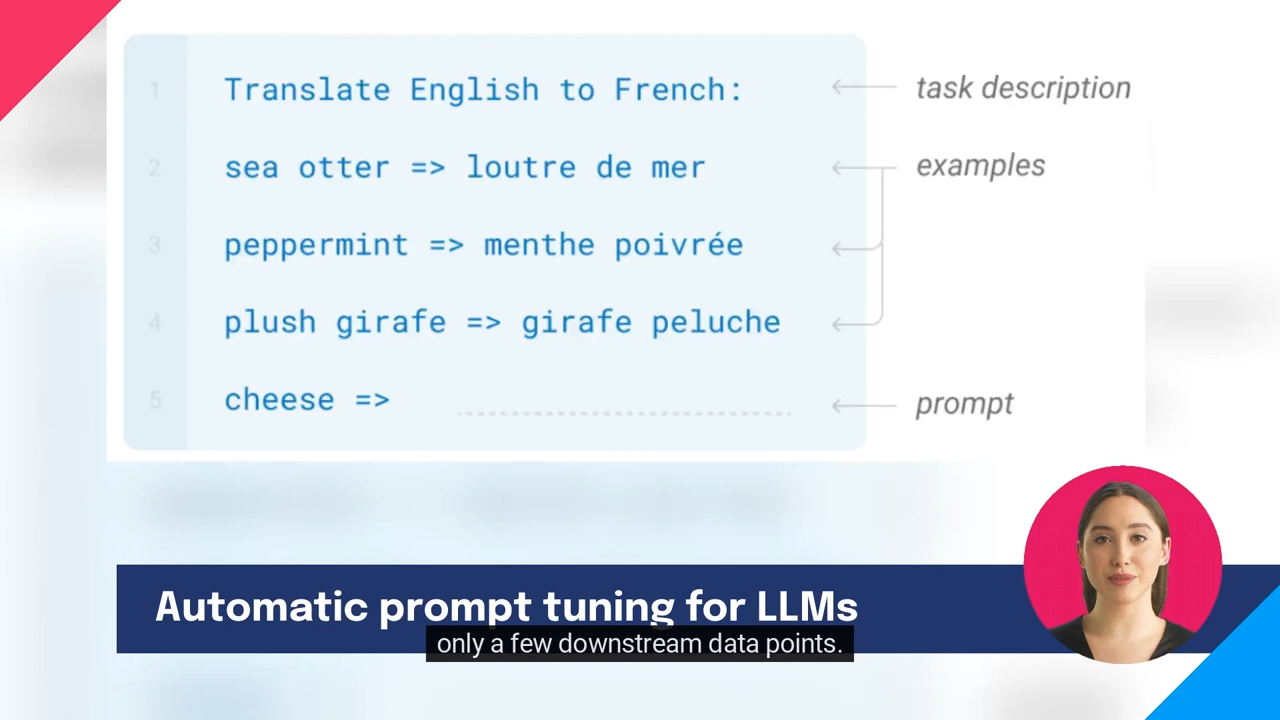 1 Translate English to French: task description
2 sea otter => loutre de mer examples
3 peppermint => menthe poivrée
4 plush girafe => girafe peluche
5 cheese => prompt
Automatic prompt tuning for LLMs
only a few downstream data points.